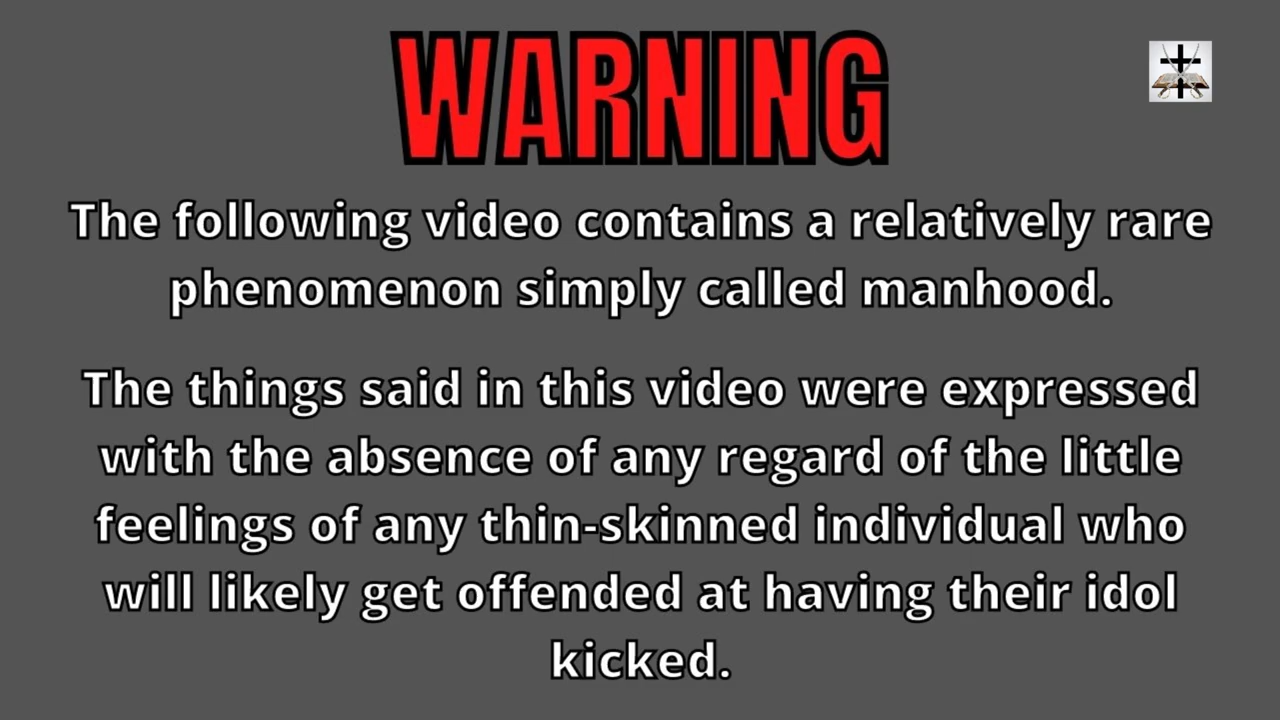 WARNING
The following video contains a relatively rare
phenomenon simply called manhood.
The things said in this video were expressed
with the absence of any regard of the little
feelings of any thin-skinned individual who
will likely get offended at having their idol
kicked.